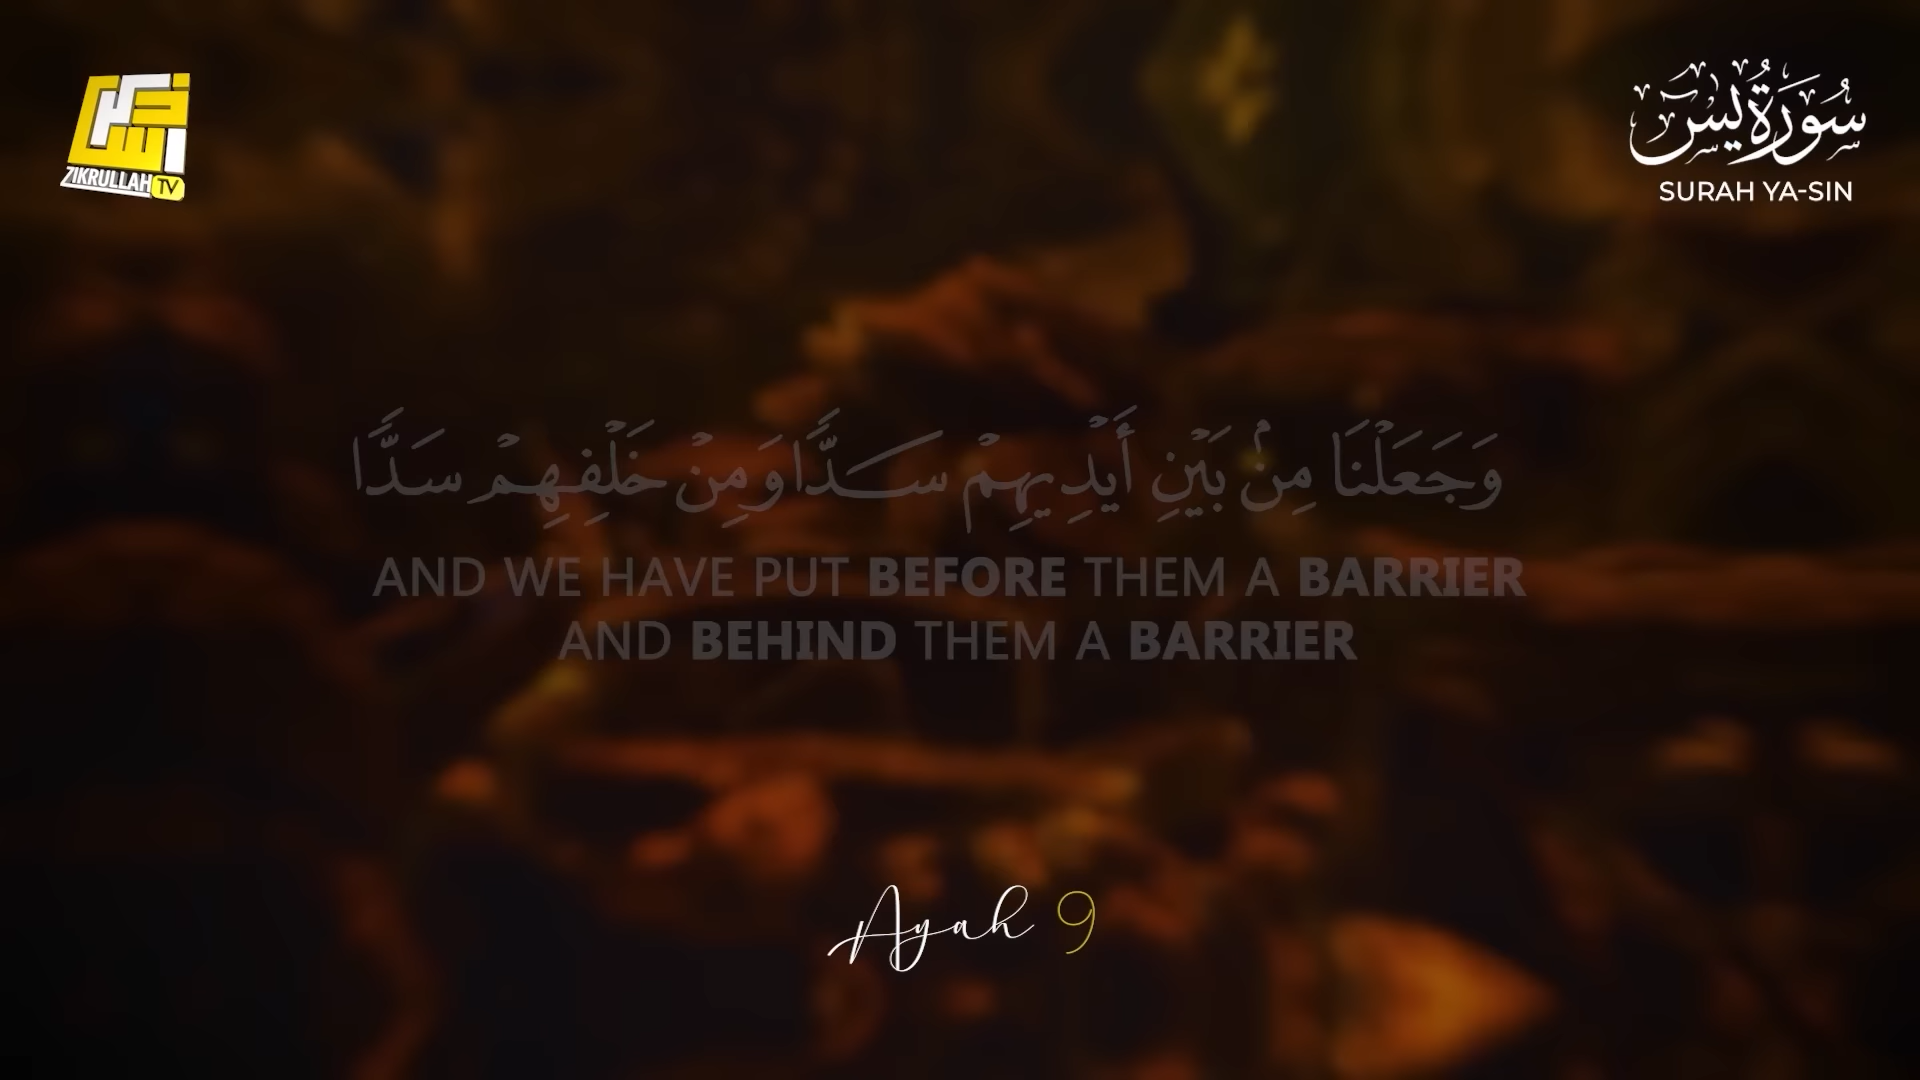 ZIKRULLAH TV
سُورَةُ يس
SURAH YA-SIN
وَجَعَلْنَا مِنۢ بَيْنِ أَيْدِيهِمْ سَدًّا وَمِنْ خَلْفِهِمْ سَدًّا
AND WE HAVE PUT BEFORE THEM A BARRIER
AND BEHIND THEM A BARRIER
Ayah 9